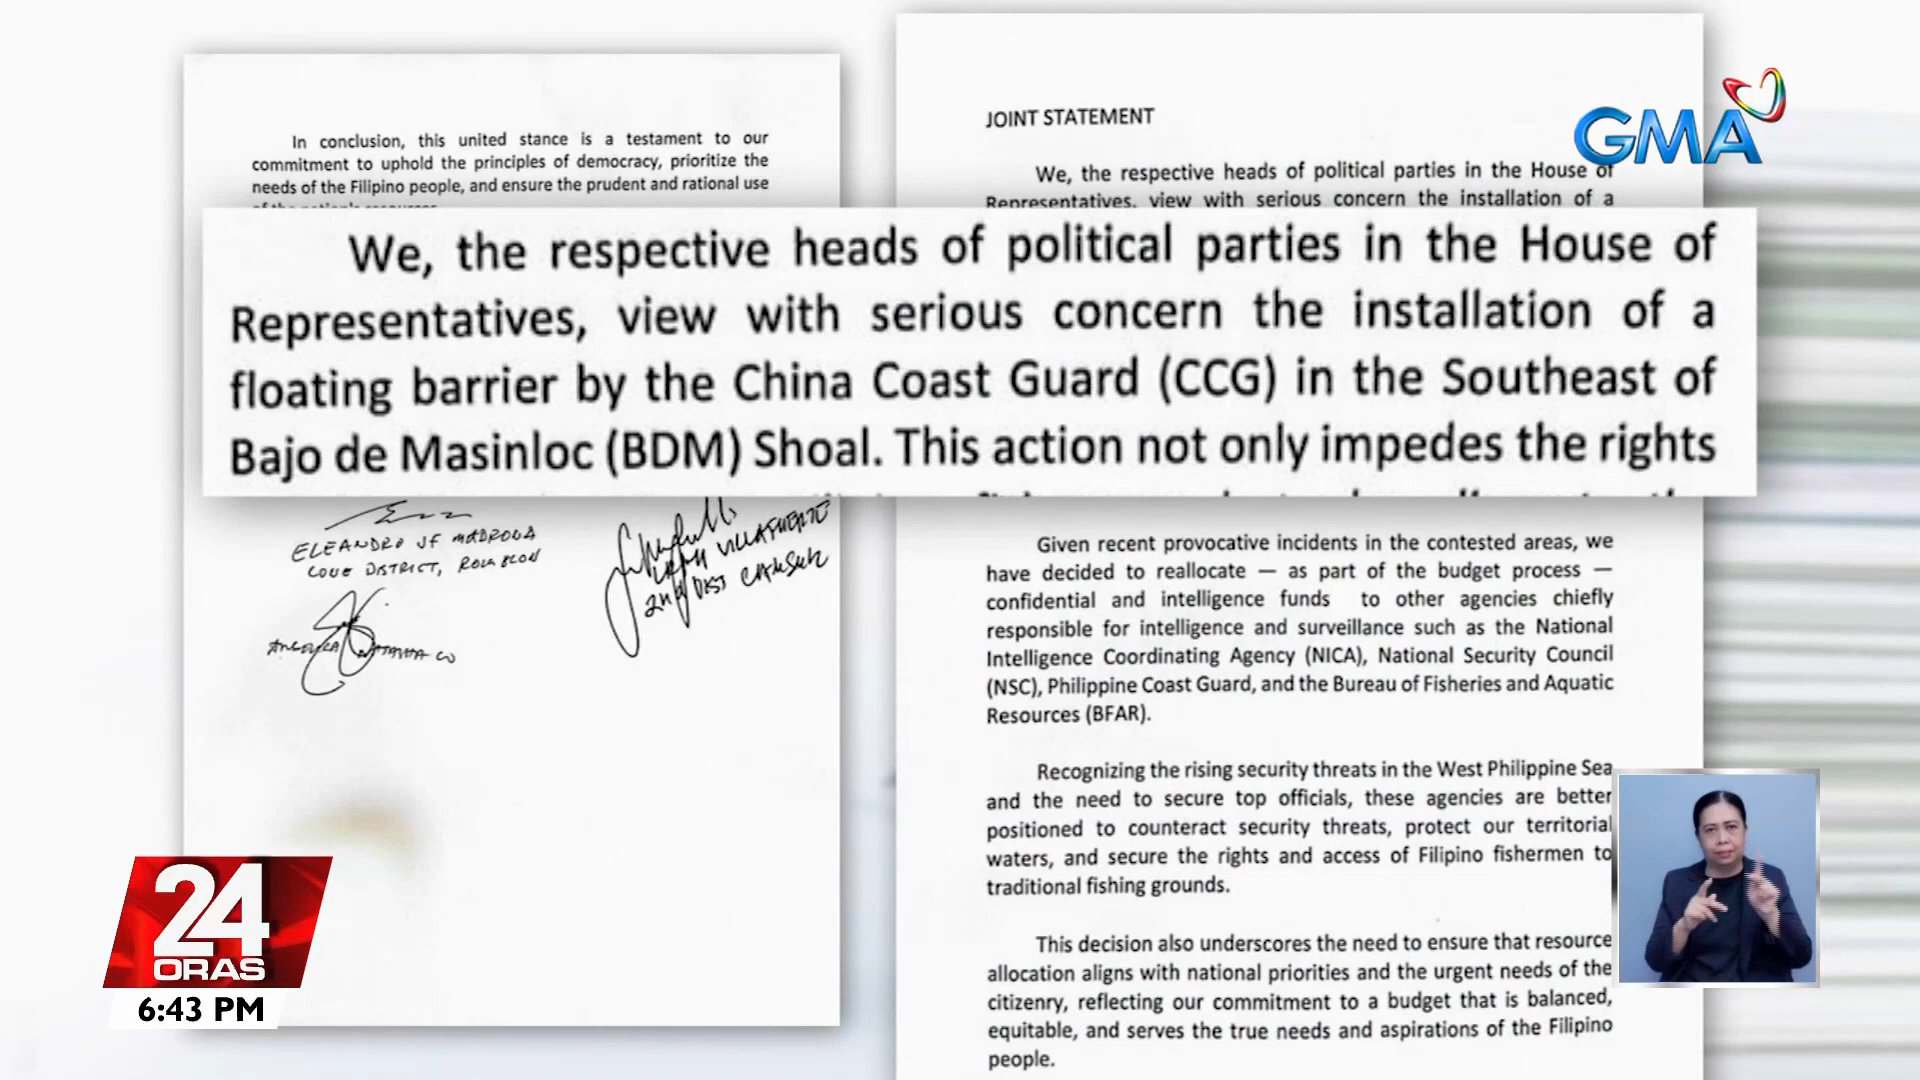 In conclusion, this united stance is a testament to our
commitment to uphold the principles of democracy, prioritize the
needs of the Filipino people, and ensure the prudent and rational use
JOINT STATEMENT
We, the respective heads of political parties in the House of
Representatives, view with serious concern the installation of a
GMA
We, the respective heads of political parties in the House of
Representatives, view with serious concern the installation of a
floating barrier by the China Coast Guard (CCG) in the Southeast of
Bajo de Masinloc (BDM) Shoal. This action not only impedes the rights
ELEANDRO JF MADRONA
LONE DISTRICT, ROMBLON
VILLAFUERTE
2nd DIST CAMSUR
NATASHA CO
Given recent provocative incidents in the contested areas, we
have decided to reallocate — as part of the budget process —
confidential and intelligence funds to other agencies chiefly
responsible for intelligence and surveillance such as the National
Intelligence Coordinating Agency (NICA), National Security Council
(NSC), Philippine Coast Guard, and the Bureau of Fisheries and Aquatic
Resources (BFAR).
Recognizing the rising security threats in the West Philippine Sea
and the need to secure top officials, these agencies are better
positioned to counteract security threats, protect our territorial
waters, and secure the rights and access of Filipino fishermen to
traditional fishing grounds.
This decision also underscores the need to ensure that resource
allocation aligns with national priorities and the urgent needs of the
citizenry, reflecting our commitment to a budget that is balanced,
equitable, and serves the true needs and aspirations of the Filipino
people.
24
ORAS
6:43 PM